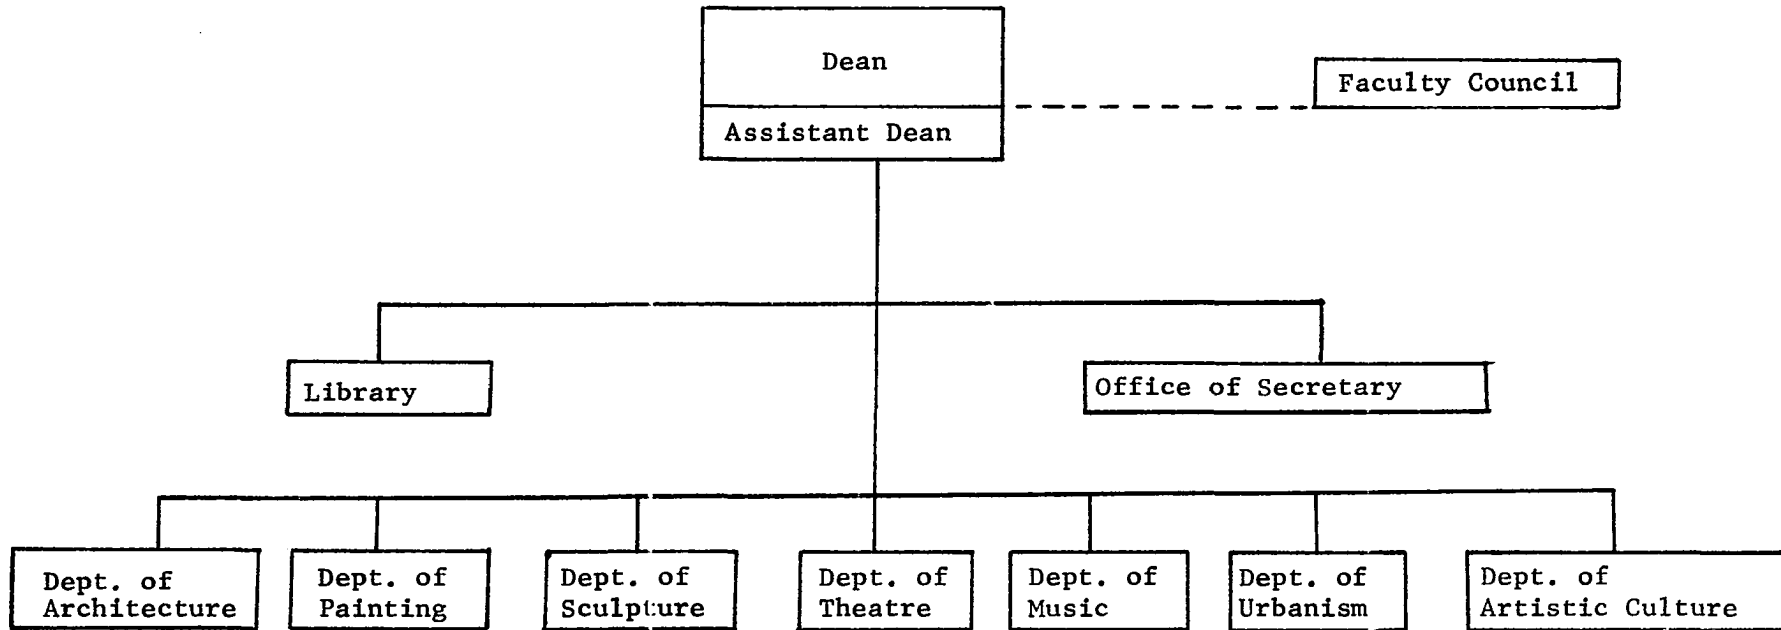 Dean
Faculty Council
Assistant Dean
Library
Office of Secretary
Dept. of
Architecture
Dept. of
Painting
Dept. of
Sculpture
Dept. of
Theatre
Dept. of
Music
Dept. of
Urbanism
Dept. of
Artistic Culture